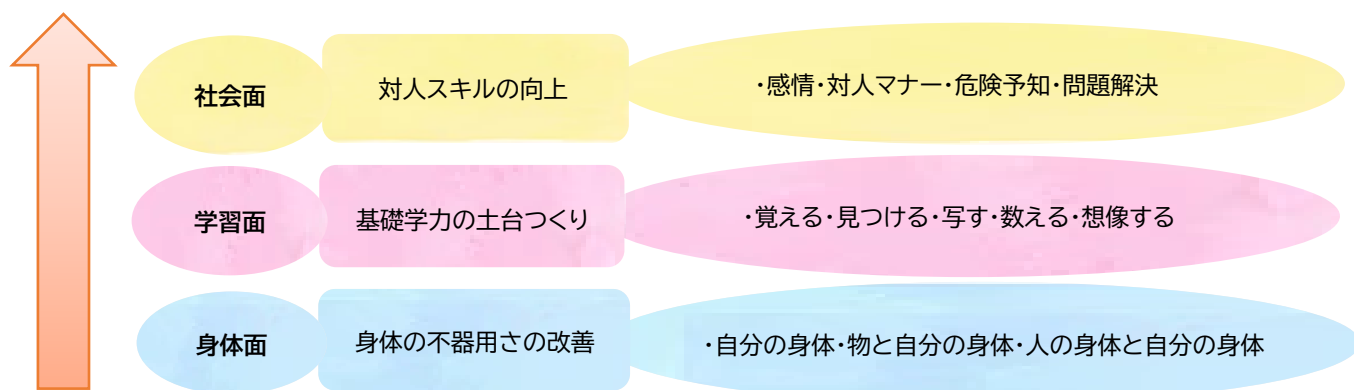 社会面 対人スキルの向上 ・感情・対人マナー・危険予知・問題解決
学習面 基礎学力の土台つくり ・覚える・見つける・写す・数える・想像する
身体面 身体の不器用さの改善 ・自分の身体・物と自分の身体・人の身体と自分の身体